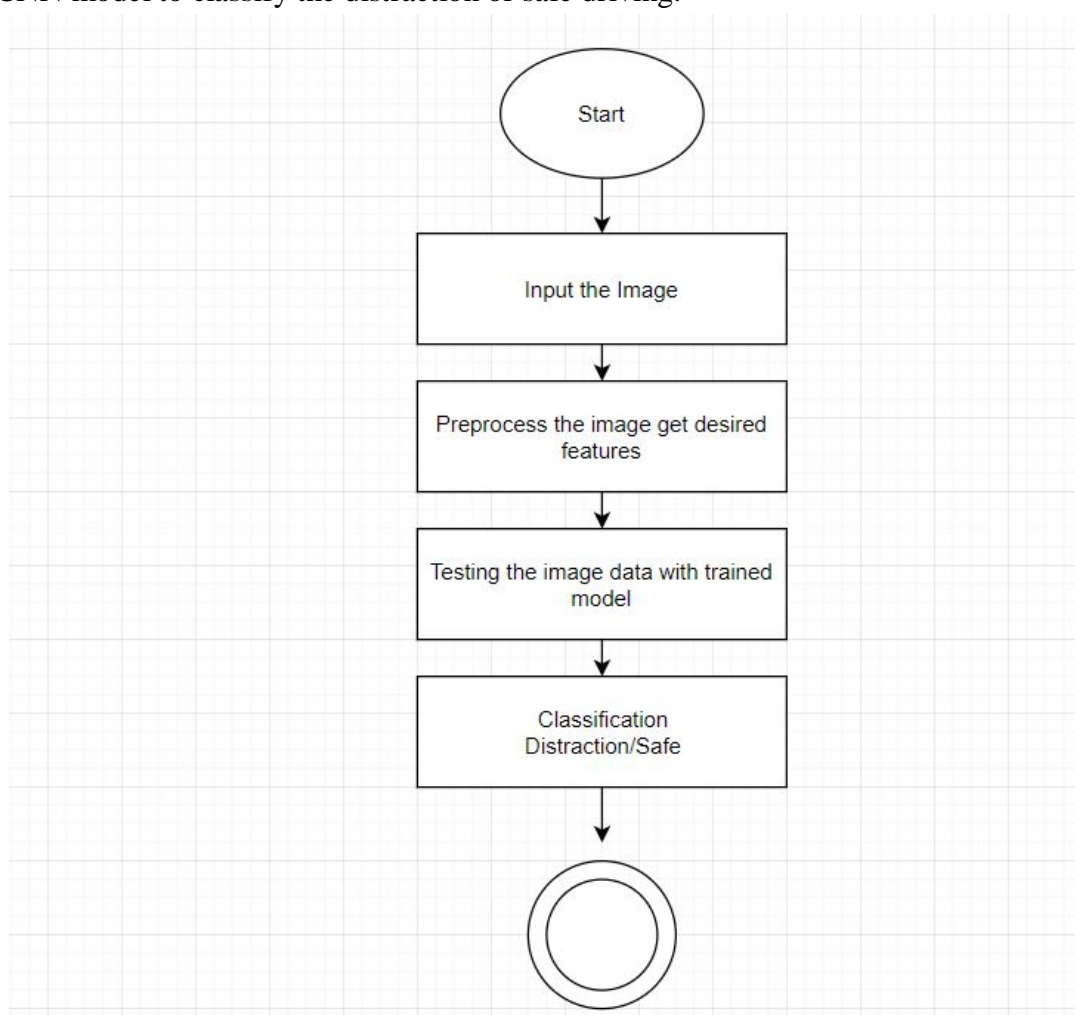 CNN model to classify the distraction or safe driving.
Start
Input the Image
Preprocess the image get desired
features
Testing the image data with trained
model
Classification
Distraction/Safe